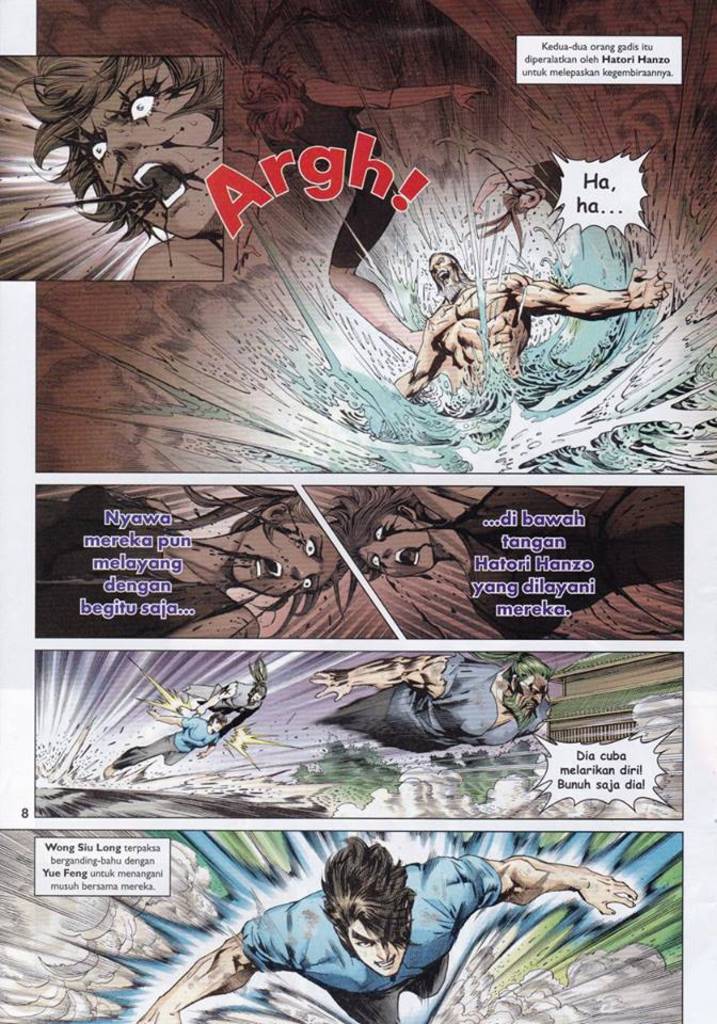 Kedua-dua orang gadis itu
diperalatkan oleh Hatori Hanzo
untuk melepaskan kegembiraannya.
Argh!
Ha,
ha...
Nyawa
mereka pun
melayang
dengan
begitu saja...
...di bawah
tangan
Hatori Hanzo
yang dilayani
mereka.
Dia cuba
melarikan diri!
Bunuh saja dia!
8
Wong Siu Long terpaksa
berganding-bahu dengan
Yue Feng untuk menangani
musuh bersama mereka.